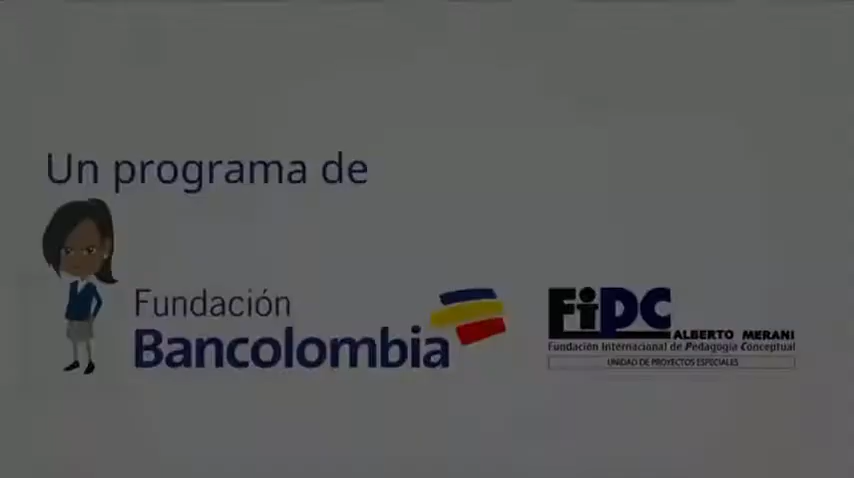 Un programa de
Fundación
Bancolombia
FiPC
ALBERTO MERANI
Fundación Internacional de Pedagogía Conceptual
UNIDAD DE PROYECTOS ESPECIALES